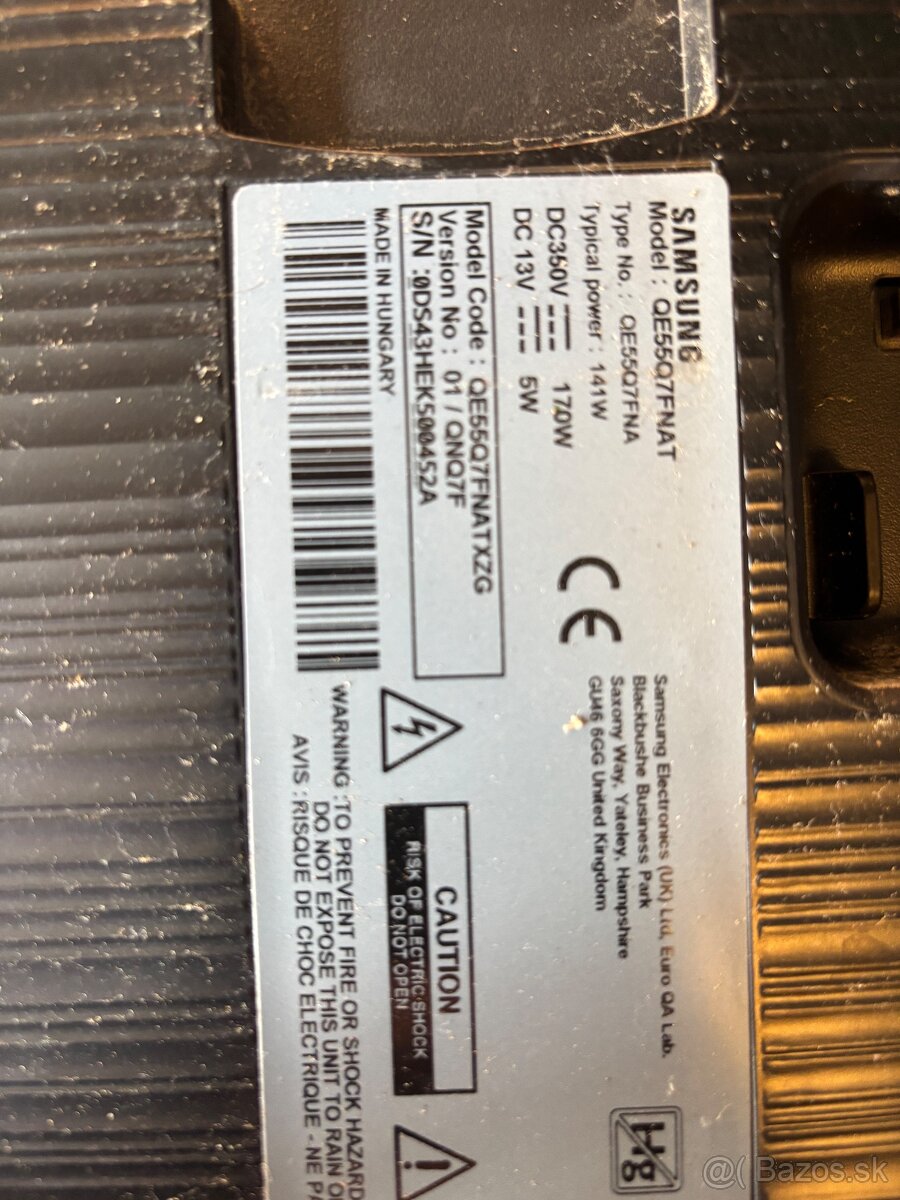 SAMSUNG
Model : QE55Q7FNAT
Type No. : QE55Q7FNA
Typical power : 141W
DC350V 170W
DC 13V 5W
Model Code : QE55Q7FNATXZG
Version No : 01 / QNQ7F
S/N :0DS43HEK500452A
MADE IN HUNGARY
CE
Samsung Electronics (UK) Ltd, Euro QA Lab.
Blackbushe Business Park
Saxony Way, Yateley, Hampshire
GU46 6GG United Kingdom
CAUTION
RISK OF ELECTRIC SHOCK
DO NOT OPEN
WARNING :TO PREVENT FIRE OR SHOCK HAZARD
DO NOT EXPOSE THIS UNIT TO RAIN
AVIS :RISQUE DE CHOC ELECTRIQUE - NE
Hg
@( Bazos.sk